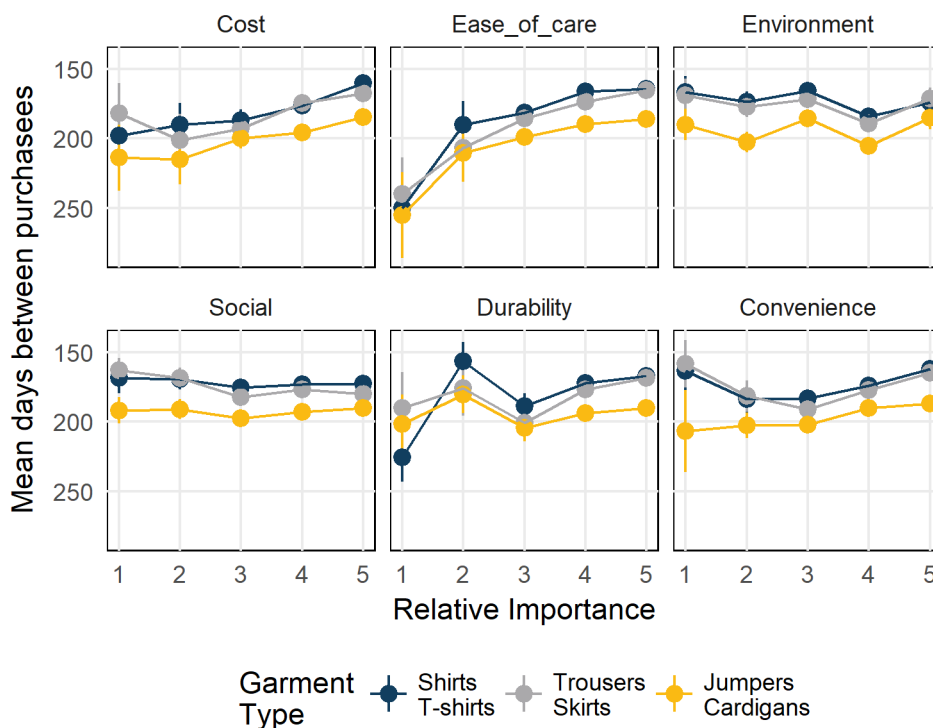 Cost Ease_of_care Environment
150
200
250
Social Durability Convenience
150
200
250
1 2 3 4 5 1 2 3 4 5 1 2 3 4 5
Mean days between purchases
Relative Importance
Garment
Type
Shirts
T-shirts
Trousers
Skirts
Jumpers
Cardigans